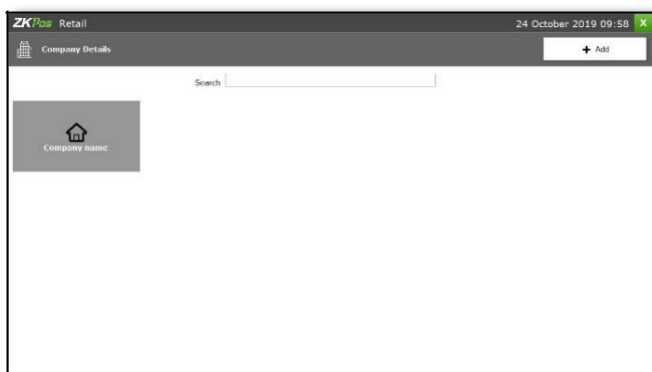 ZKPos Retail 24 October 2019 09:58 X
Company Details + Add
Search
Company name